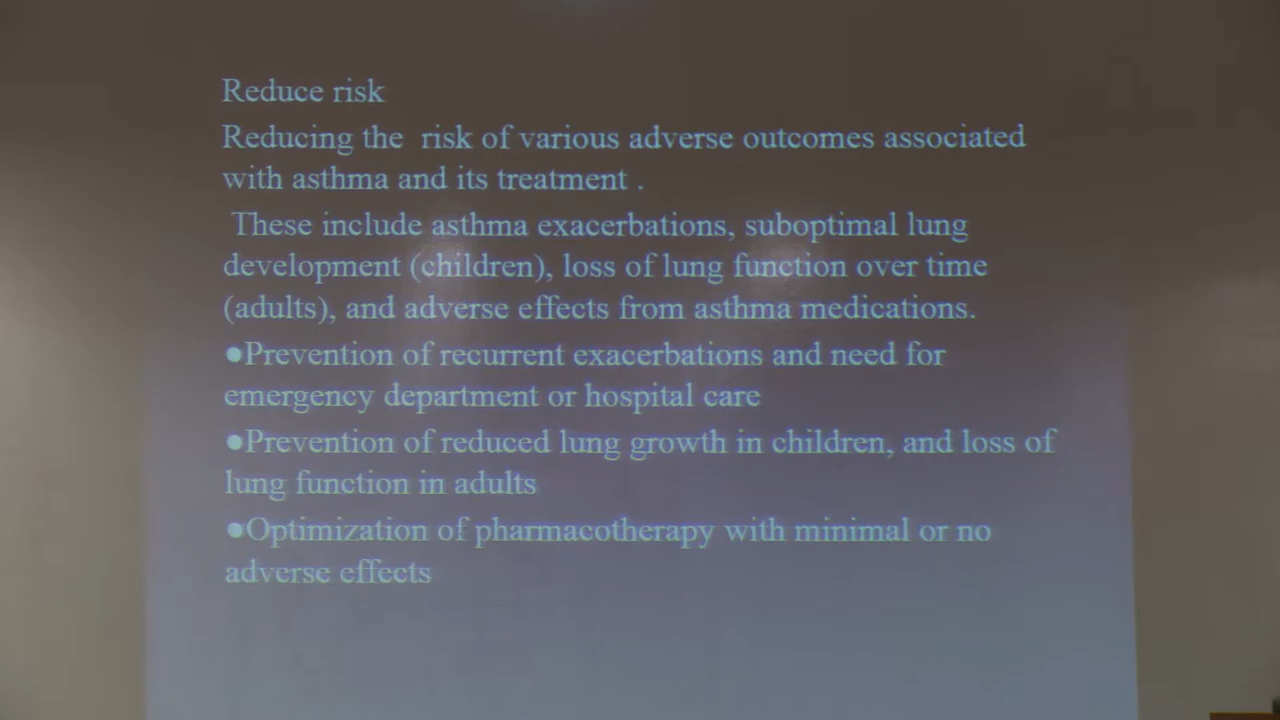 Reduce risk
Reducing the  risk of various adverse outcomes associated
with asthma and its treatment .
These include asthma exacerbations, suboptimal lung
development (children), loss of lung function over time
(adults), and adverse effects from asthma medications.
●Prevention of recurrent exacerbations and need for
emergency department or hospital care
●Prevention of reduced lung growth in children, and loss of
lung function in adults
●Optimization of pharmacotherapy with minimal or no
adverse effects